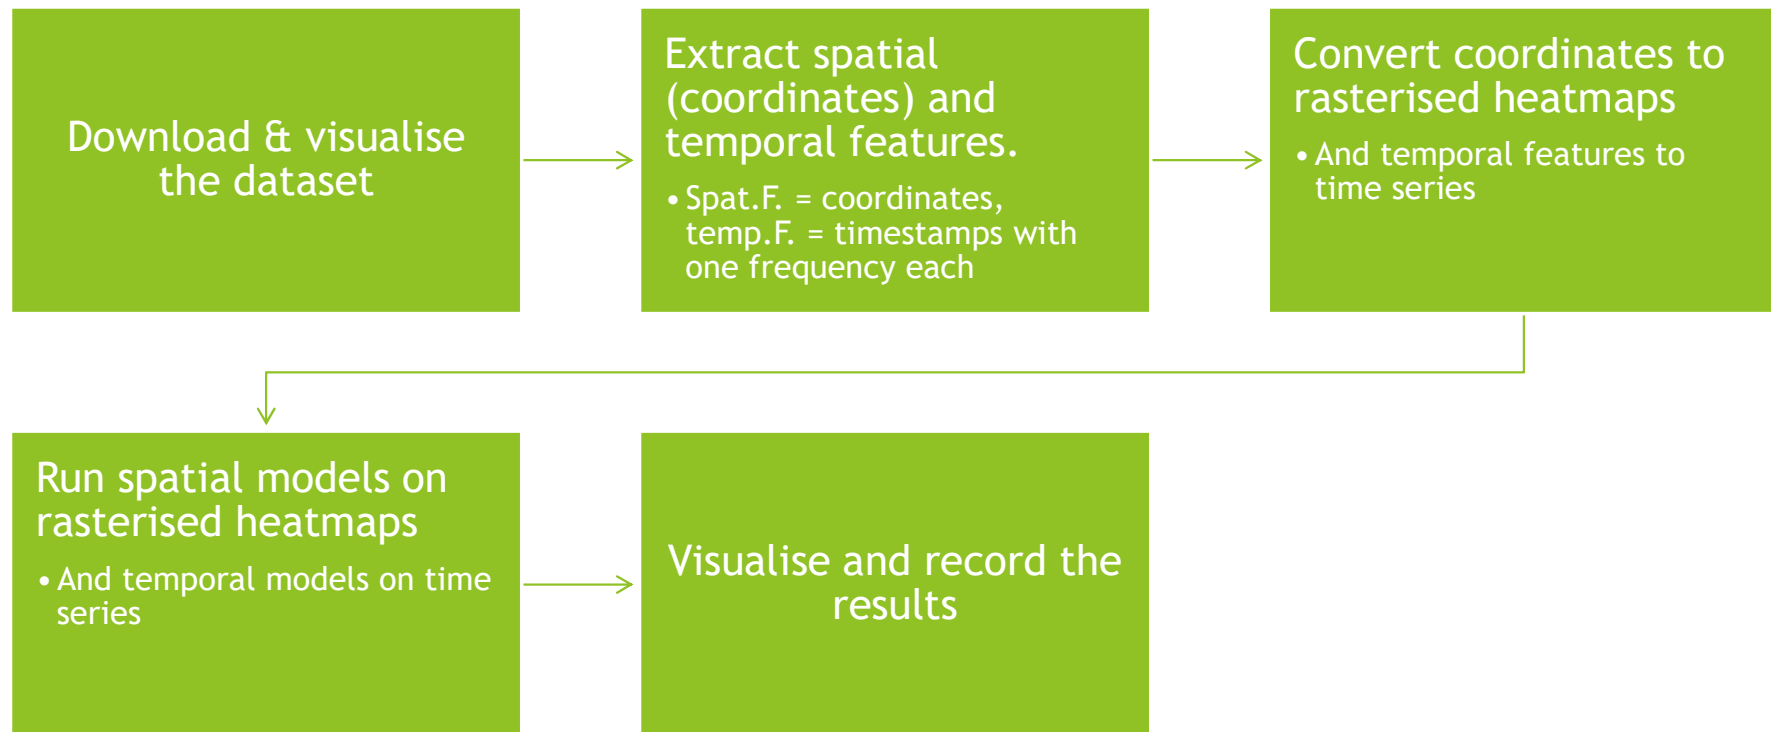 Download & visualise
the dataset
Extract spatial
(coordinates) and
temporal features.
• Spat.F. = coordinates,
temp.F. = timestamps with
one frequency each
Convert coordinates to
rasterised heatmaps
• And temporal features to
time series
Run spatial models on
rasterised heatmaps
• And temporal models on time
series
Visualise and record the
results